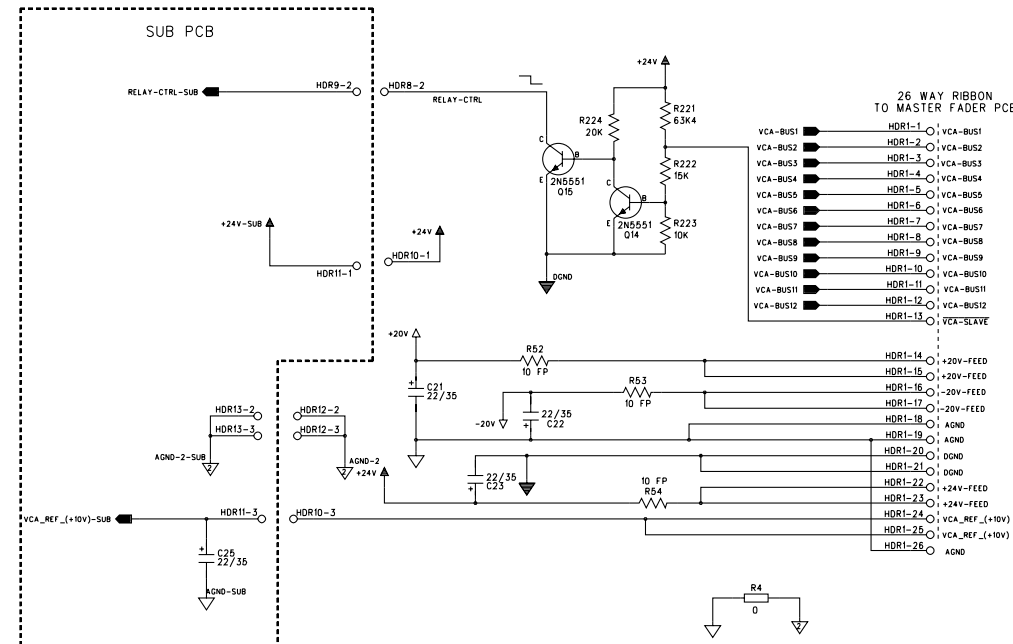 SUB PCB
RELAY-CTRL-SUB
HDR9-2
HDR8-2
RELAY-CTRL
+24V
R224
20K
R221
63K4
R222
15K
R223
10K
C
B
E
2N5551
Q15
C
B
E
2N5551
Q14
DGND
+24V-SUB
HDR11-1
+24V
HDR10-1
26 WAY RIBBON
TO MASTER FADER PCB
VCA-BUS1 HDR1-1 VCA-BUS1
VCA-BUS2 HDR1-2 VCA-BUS2
VCA-BUS3 HDR1-3 VCA-BUS3
VCA-BUS4 HDR1-4 VCA-BUS4
VCA-BUS5 HDR1-5 VCA-BUS5
VCA-BUS6 HDR1-6 VCA-BUS6
VCA-BUS7 HDR1-7 VCA-BUS7
VCA-BUS8 HDR1-8 VCA-BUS8
VCA-BUS9 HDR1-9 VCA-BUS9
VCA-BUS10 HDR1-10 VCA-BUS10
VCA-BUS11 HDR1-11 VCA-BUS11
VCA-BUS12 HDR1-12 VCA-BUS12
HDR1-13 VCA-SLAVE
HDR1-14 +20V-FEED
HDR1-15 +20V-FEED
HDR1-16 -20V-FEED
HDR1-17 -20V-FEED
HDR1-18 AGND
HDR1-19 AGND
HDR1-20 DGND
HDR1-21 DGND
HDR1-22 +24V-FEED
HDR1-23 +24V-FEED
HDR1-24 VCA_REF_(+10V)
HDR1-25 VCA_REF_(+10V)
HDR1-26 AGND
+20V
R52
10 FP
+
C21
22/35
R53
10 FP
-20V
22/35
+ C22
HDR13-2
HDR13-3
AGND-2-SUB
2
HDR12-2
HDR12-3
AGND-2
2
+24V
22/35
+ C23
10 FP
R54
VCA_REF_(+10V)-SUB
HDR11-3
HDR10-3
+
C25
22/35
AGND-SUB
R4
0
2